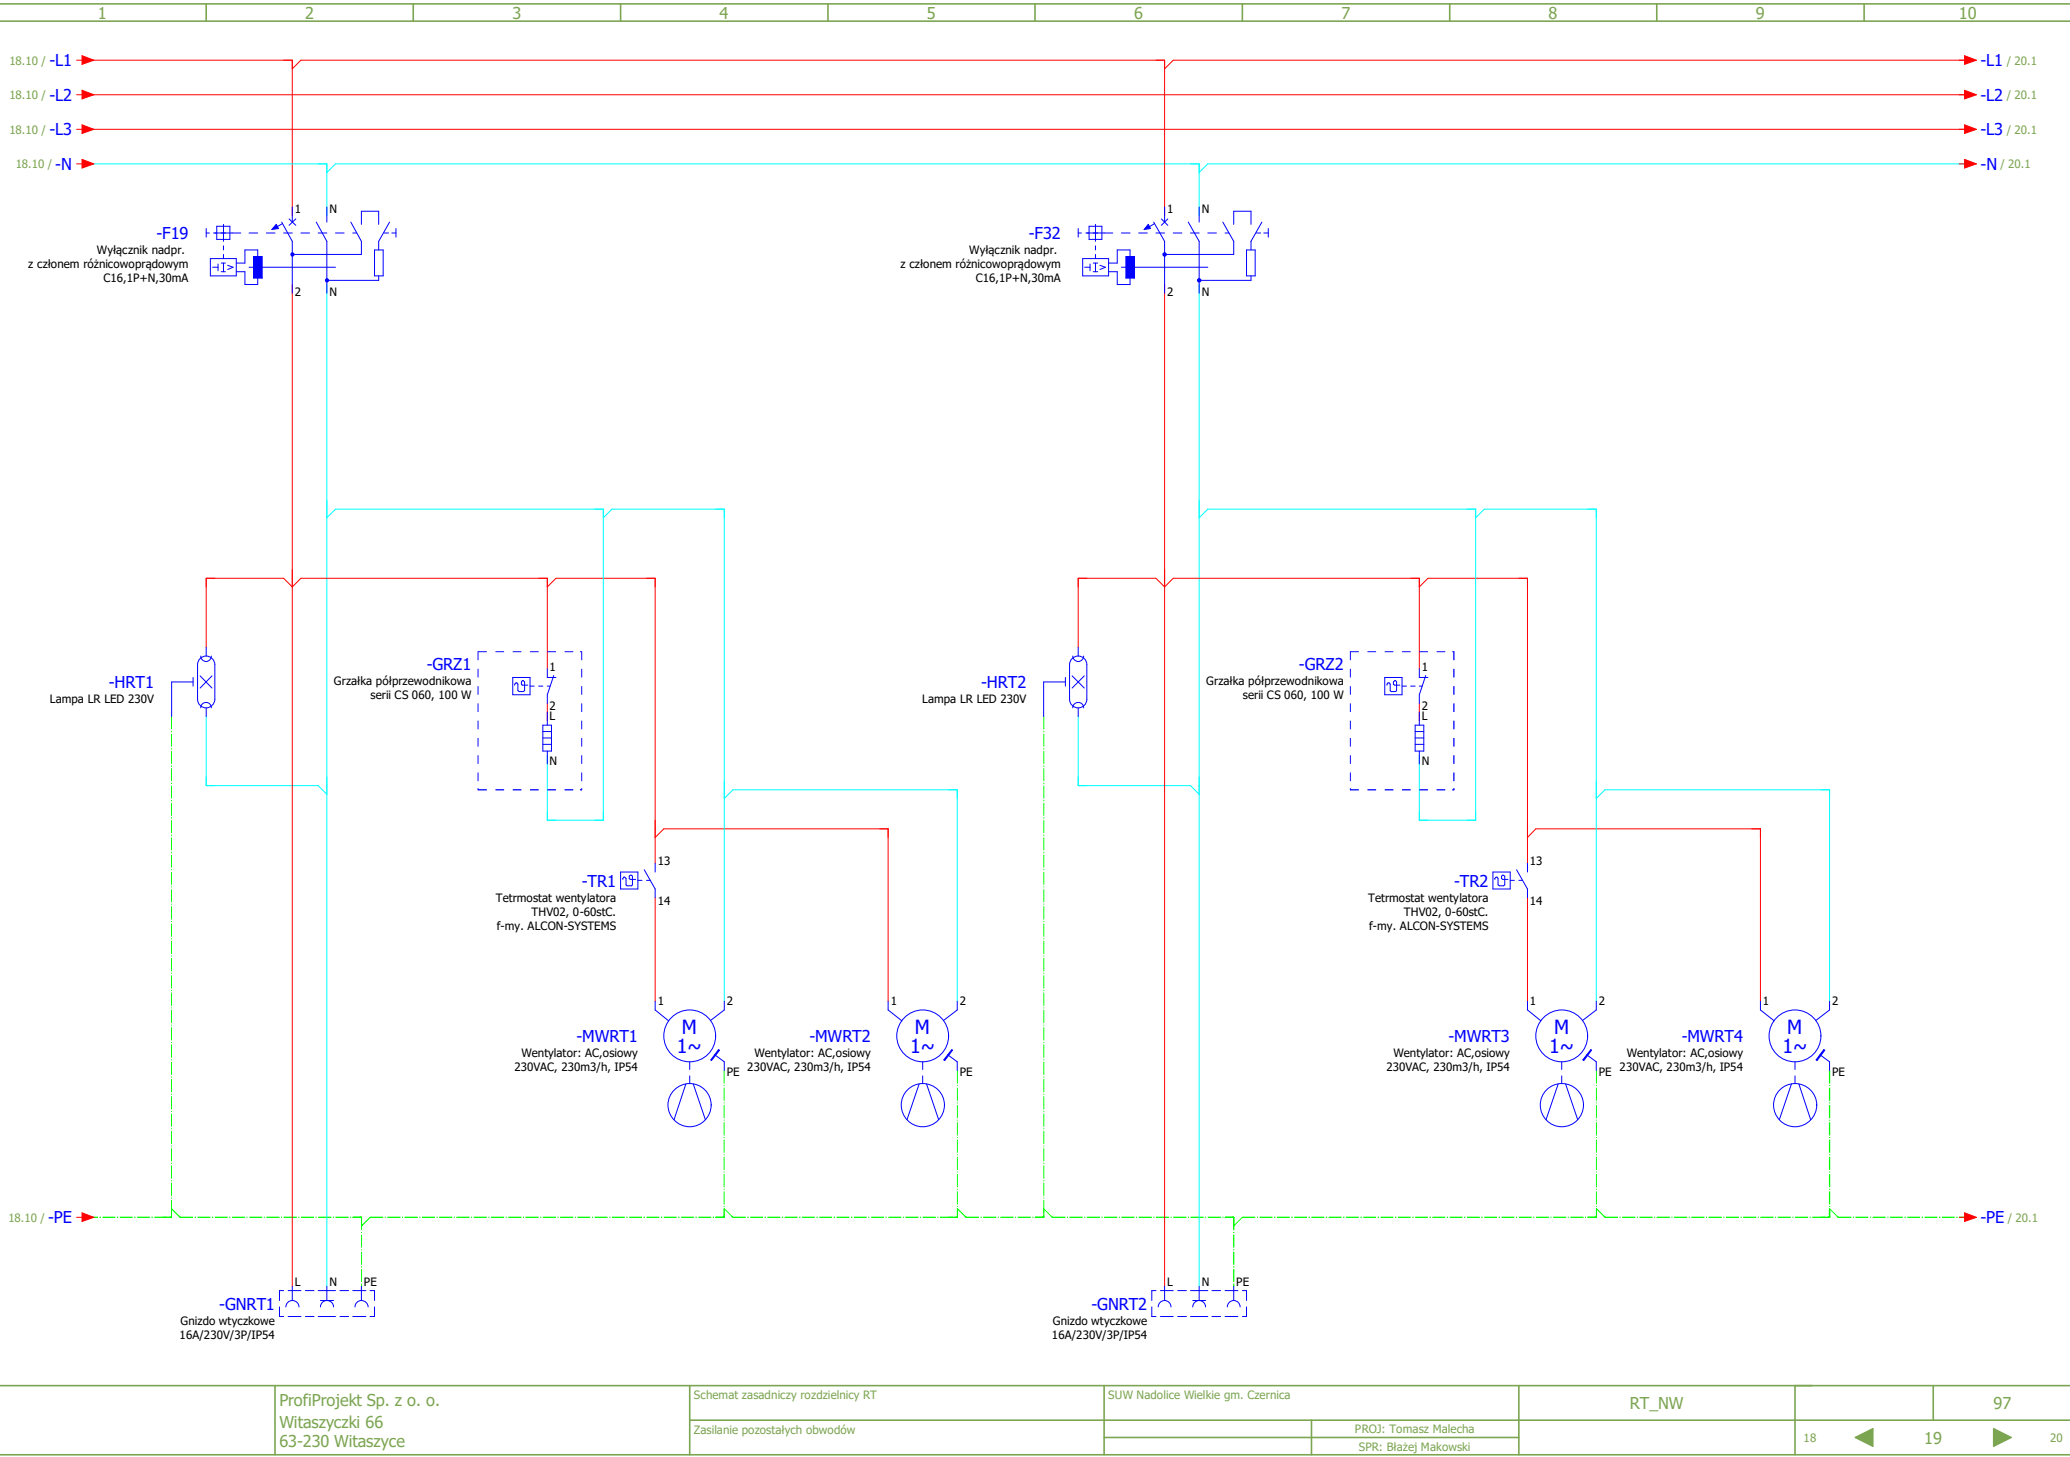 1 2 3 4 5 6 7 8 9 10
18.10 / -L1 -L1 / 20.1
18.10 / -L2 -L2 / 20.1
18.10 / -L3 -L3 / 20.1
18.10 / -N -N / 20.1
1 N
-F19
Wyłącznik nadpr.
z członem różnicowoprądowym
C16,1P+N,30mA
I>
2 N
1 N
-F32
Wyłącznik nadpr.
z członem różnicowoprądowym
C16,1P+N,30mA
I>
2 N
-HRT1
Lampa LR LED 230V
-GRZ1
Grzałka półprzewodnikowa
serii CS 060, 100 W
1
ϑ
2
L
N
-HRT2
Lampa LR LED 230V
-GRZ2
Grzałka półprzewodnikowa
serii CS 060, 100 W
1
ϑ
2
L
N
13
-TR1
ϑ
14
Tetrmostat wentylatora
THV02, 0-60stC.
f-my. ALCON-SYSTEMS
13
-TR2
ϑ
14
Tetrmostat wentylatora
THV02, 0-60stC.
f-my. ALCON-SYSTEMS
1 2
-MWRT1
M
1~
Wentylator: AC,osiowy
230VAC, 230m3/h, IP54
PE
1 2
-MWRT2
M
1~
Wentylator: AC,osiowy
230VAC, 230m3/h, IP54
PE
1 2
-MWRT3
M
1~
Wentylator: AC,osiowy
230VAC, 230m3/h, IP54
PE
1 2
-MWRT4
M
1~
Wentylator: AC,osiowy
230VAC, 230m3/h, IP54
PE
18.10 / -PE -PE / 20.1
L N PE
-GNRT1
Gnizdo wtyczkowe
16A/230V/3P/IP54
L N PE
-GNRT2
Gnizdo wtyczkowe
16A/230V/3P/IP54
ProfiProjekt Sp. z o. o.
Witaszyczki 66
63-230 Witaszyce
Schemat zasadniczy rozdzielnicy RT
Zasilanie pozostałych obwodów
SUW Nadolice Wielkie gm. Czernica
PROJ: Tomasz Malecha
SPR: Błażej Makowski
RT_NW
97
18 19 20